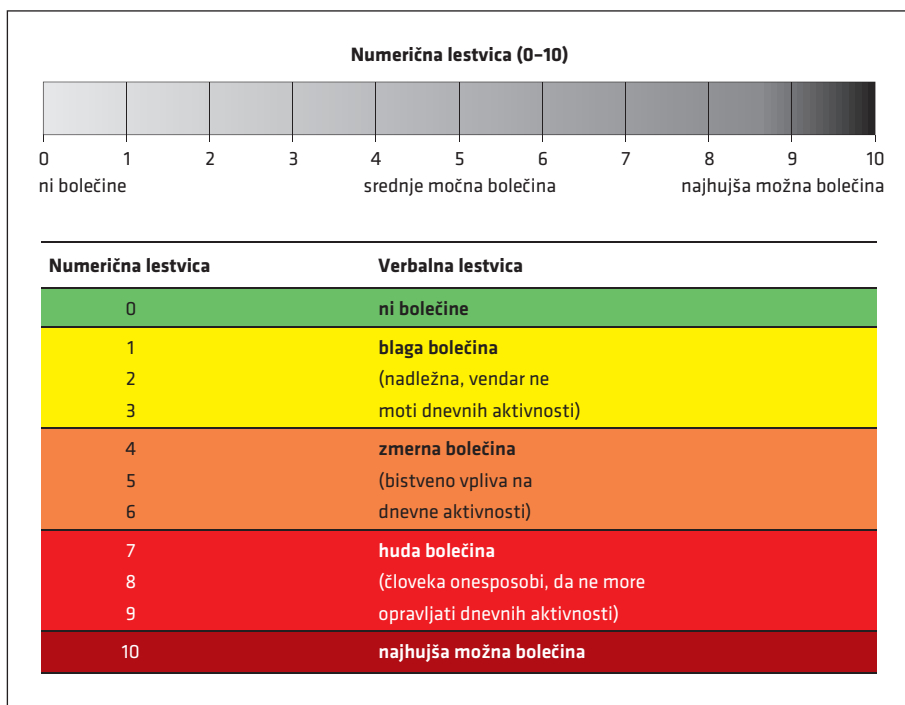 Numerična lestvica (0–10)
0 1 2 3 4 5 6 7 8 9 10
ni bolečine srednje močna bolečina najhujša možna bolečina
Numerična lestvica Verbalna lestvica
0 ni bolečine
1 blaga bolečina
2 (nadležna, vendar ne
3 moti dnevnih aktivnosti)
4 zmerna bolečina
5 (bistveno vpliva na
6 dnevne aktivnosti)
7 huda bolečina
8 (človeka onesposobi, da ne more
9 opravljati dnevnih aktivnosti)
10 najhujša možna bolečina